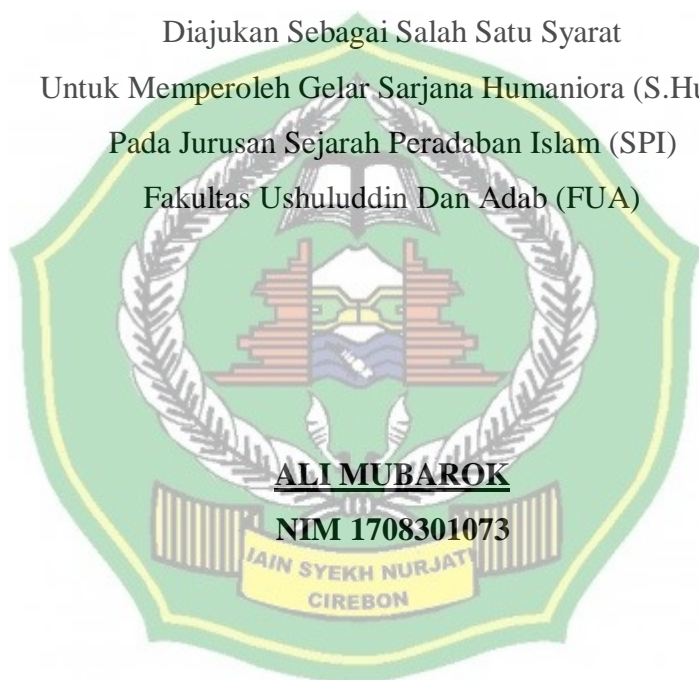 Diajukan Sebagai Salah Satu Syarat
Untuk Memperoleh Gelar Sarjana Humaniora (S.Hu
Pada Jurusan Sejarah Peradaban Islam (SPI)
Fakultas Ushuluddin Dan Adab (FUA)
ALI MUBAROK
NIM 1708301073
IAIN SYEKH NURJATI
CIREBON